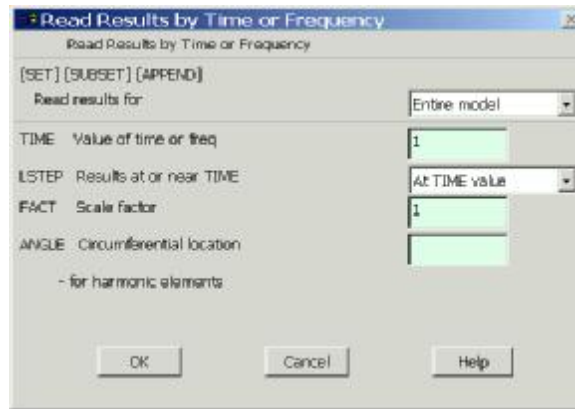 Read Results by Time or Frequency
Read Results by Time or Frequency
[SET] [SUBSET] [APPEND]
Read results for Entire model
TIME Value of time or freq 1
LSTEP Results at or near TIME At TIME value
FACT Scale factor 1
ANGLE Circumferential location
- for harmonic elements
OK Cancel Help